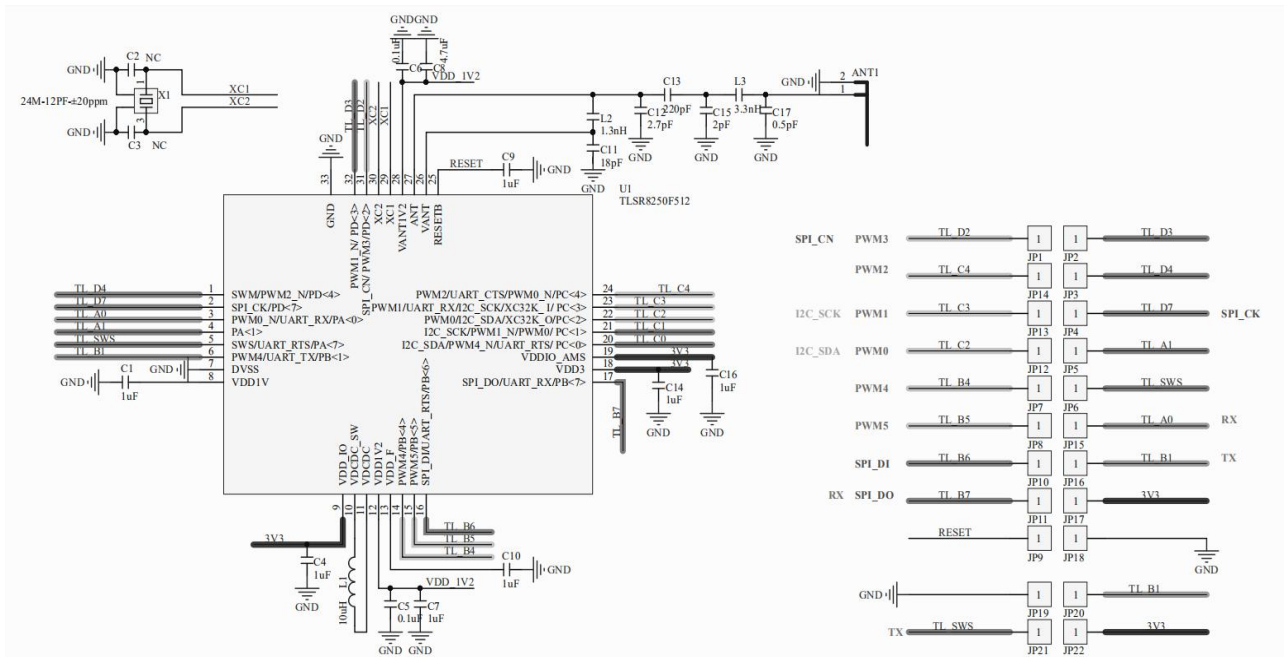 GND GND
0.1uF 4.7uF
C6 C8
VDD_1V2
C2 NC
GND
1
X1
24M-12PF-±20ppm
3
GND
C3 NC
XC1
XC2
TL_D3
TL_D2
XC2
XC1
C13
220pF
L3
3.3nH
GND 2 ANT1
1
L2
1.3nH
C12
2.7pF
GND
C15
2pF
GND
C17
0.5pF
GND
C11
18pF
GND
RESET C9
1uF
GND
GND
33 32 31 30 29 28 27 26 25
GND
PWM1_N/ PD<3>
SPI_CN/ PWM3/PD<2>
XC2
XC1
VANT1V2
ANT
VANT
RESETB
U1
TLSR8250F512
TL_D4 1 SWM/PWM2_N/PD<4>
TL_D7 2 SPI_CK/PD<7>
TL_A0 3 PWM0_N/UART_RX/PA<0>
TL_A1 4 PA<1>
TL_SWS 5 SWS/UART_RTS/PA<7>
TL_B1 6 PWM4/UART_TX/PB<1>
7 DVSS
8 VDD1V
GND C1
1uF
GND
PWM2/UART_CTS/PWM0_N/PC<4> 24 TL_C4
PWM1/UART_RX/I2C_SCK/XC32K_I/ PC<3> 23 TL_C3
PWM0/I2C_SDA/XC32K_O/PC<2> 22 TL_C2
I2C_SCK/PWM1_N/PWM0/ PC<1> 21 TL_C1
I2C_SDA/PWM4_N/UART_RTS/ PC<0> 20 TL_C0
VDDIO_AMS 19 3V3
VDD3 18 3V3
SPI_DO/UART_RX/PB<7> 17
C14
1uF
GND
C16
1uF
GND
TL_B7
VDD_IO
VDCDC_SW
VDCDC
VDD1V2
VDD_F
PWM4/PB<4>
PWM5/PB<5>
SPI_DI/UART_RTS/PB<6>
9 10 11 12 13 14 15 16
3V3
C4
1uF
GND
L1
10uH
TL_B6
TL_B5
TL_B4
C10
1uF
GND
VDD_1V2
C5
0.1uF
GND
C7
1uF
GND
SPI_CN PWM3 TL_D2 1 1 TL_D3
JP1 JP2
PWM2 TL_C4 1 1 TL_D4
JP14 JP3
I2C_SCK PWM1 TL_C3 1 1 TL_D7 SPI_CK
JP13 JP4
I2C_SDA PWM0 TL_C2 1 1 TL_A1
JP12 JP5
PWM4 TL_B4 1 1 TL_SWS
JP7 JP6
PWM5 TL_B5 1 1 TL_A0 RX
JP8 JP15
SPI_DI TL_B6 1 1 TL_B1 TX
JP10 JP16
RX SPI_DO TL_B7 1 1 3V3
JP11 JP17
RESET 1 1
JP9 JP18
GND
GND 1 1 TL_B1
JP19 JP20
TX TL_SWS 1 1 3V3
JP21 JP22